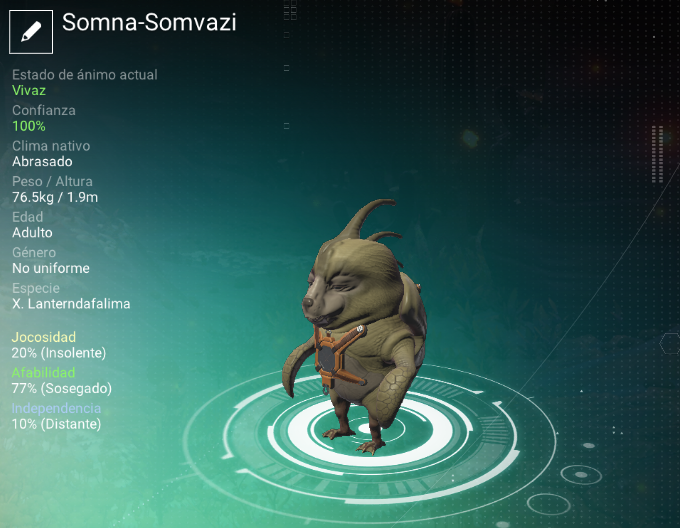 Somna-Somvazi
Estado de ánimo actual
Vivaz
Confianza
100%
Clima nativo
Abrasado
Peso / Altura
76.5kg / 1.9m
Edad
Adulto
Género
No uniforme
Especie
X. Lanterndafalima
Jocosidad
20% (Insolente)
Afabilidad
77% (Sosegado)
Independencia
10% (Distante)